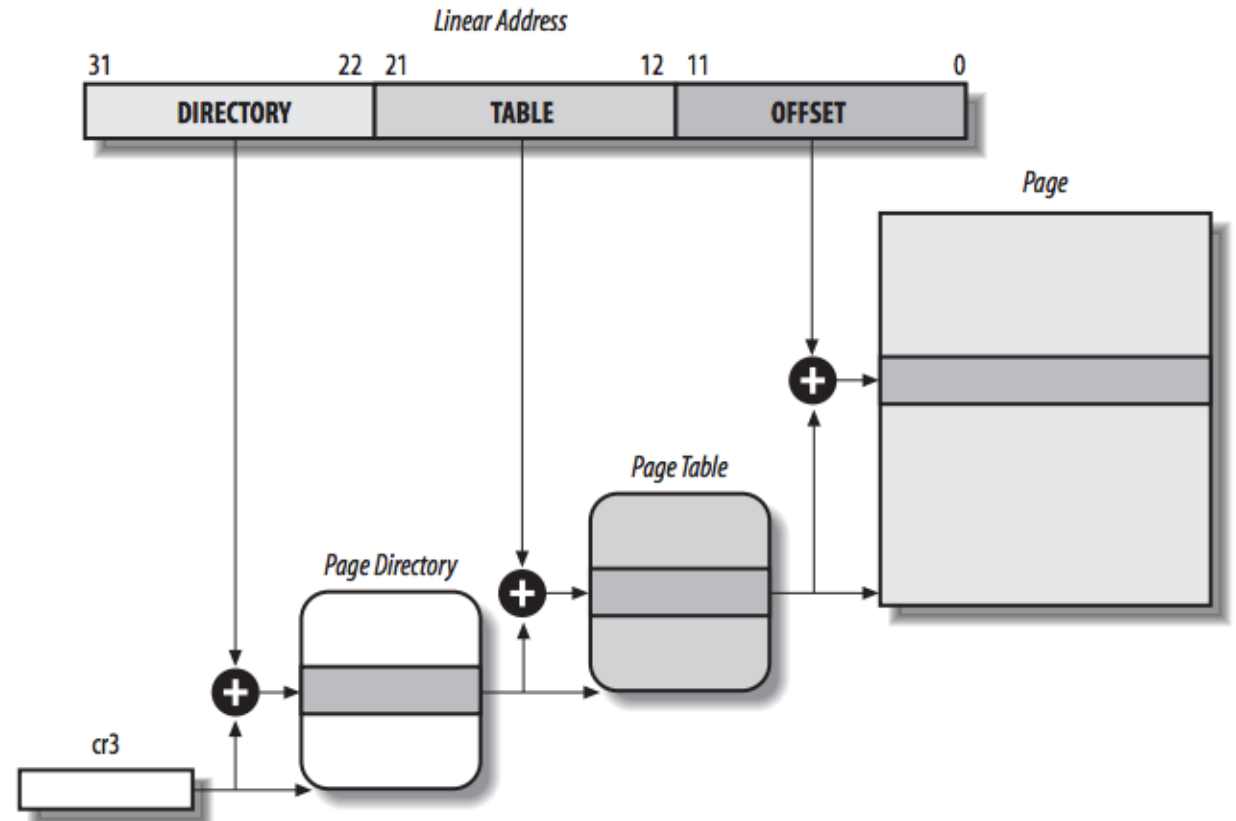 Linear Address
31 22 21 12 11 0
DIRECTORY TABLE OFFSET
Page
Page Table
Page Directory
cr3